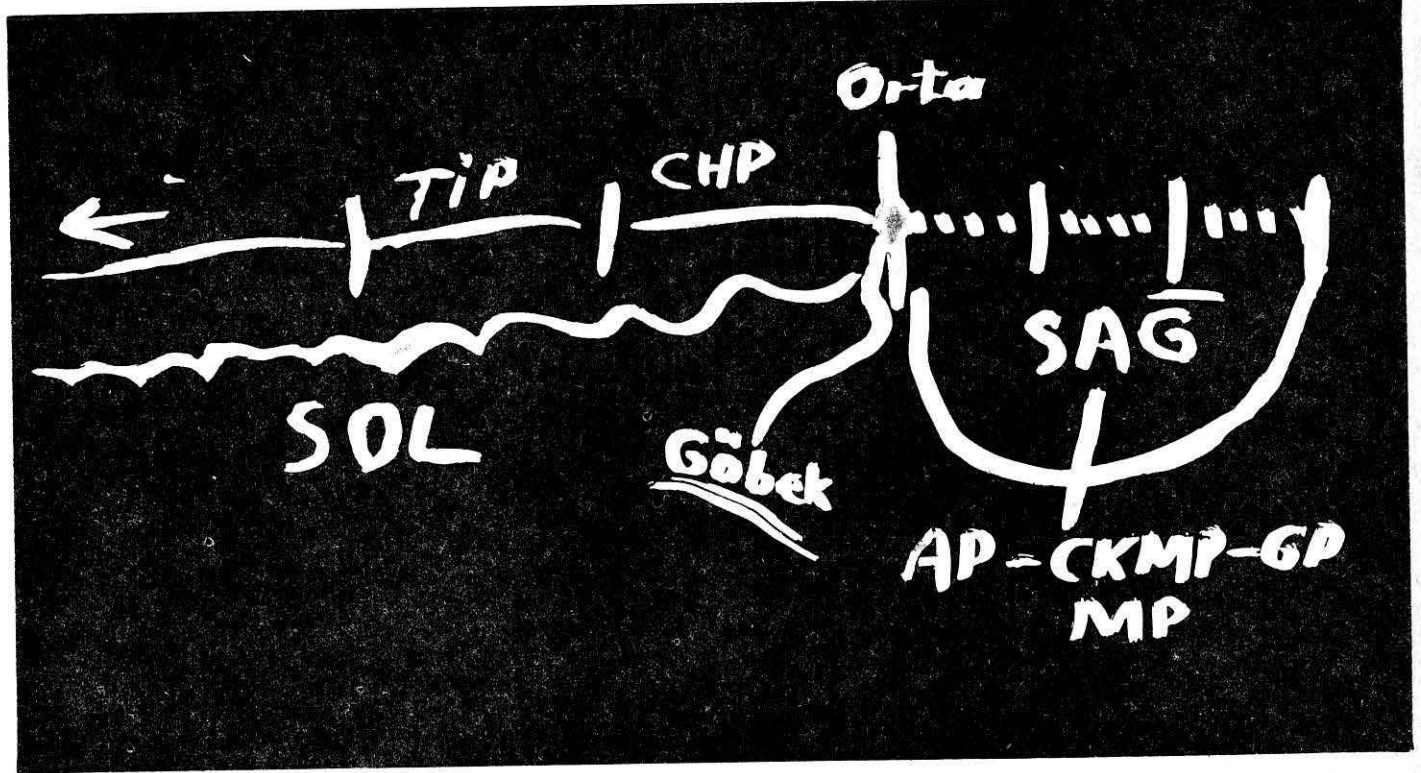 Orta
TİP CHP
SAĞ
SOL
Göbek
AP-CKMP-GP
MP